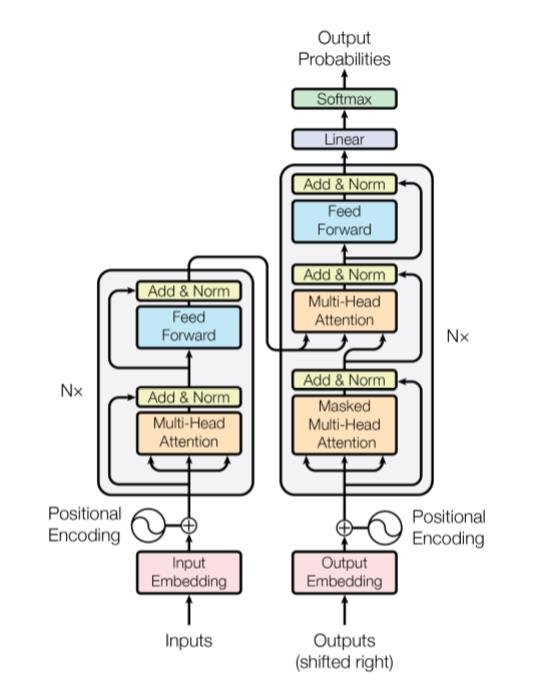 Output
Probabilities
Softmax
Linear
Add & Norm
Feed
Forward
Add & Norm
Multi-Head
Attention
Nx
Add & Norm
Masked
Multi-Head
Attention
Add & Norm
Feed
Forward
Nx
Add & Norm
Multi-Head
Attention
Positional
Encoding
Positional
Encoding
Input
Embedding
Output
Embedding
Inputs
Outputs
(shifted right)